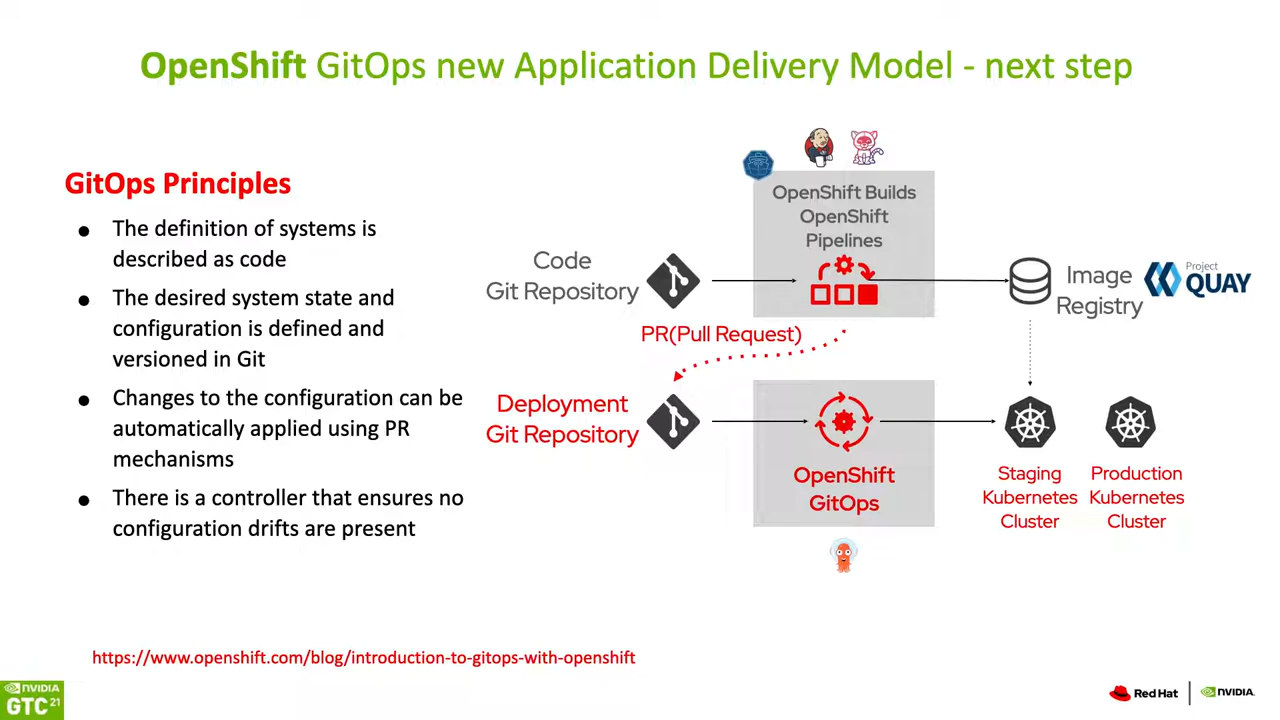 OpenShift GitOps new Application Delivery Model - next step
GitOps Principles
● The definition of systems is
described as code
● The desired system state and
configuration is defined and
versioned in Git
● Changes to the configuration can be
automatically applied using PR
mechanisms
● There is a controller that ensures no
configuration drifts are present
OpenShift Builds
OpenShift
Pipelines
Code
Git Repository
Image
Registry
Project
QUAY
PR(Pull Request)
Deployment
Git Repository
OpenShift
GitOps
Staging
Kubernetes
Cluster
Production
Kubernetes
Cluster
https://www.openshift.com/blog/introduction-to-gitops-with-openshift
NVIDIA
GTC 21
Red Hat
NVIDIA.